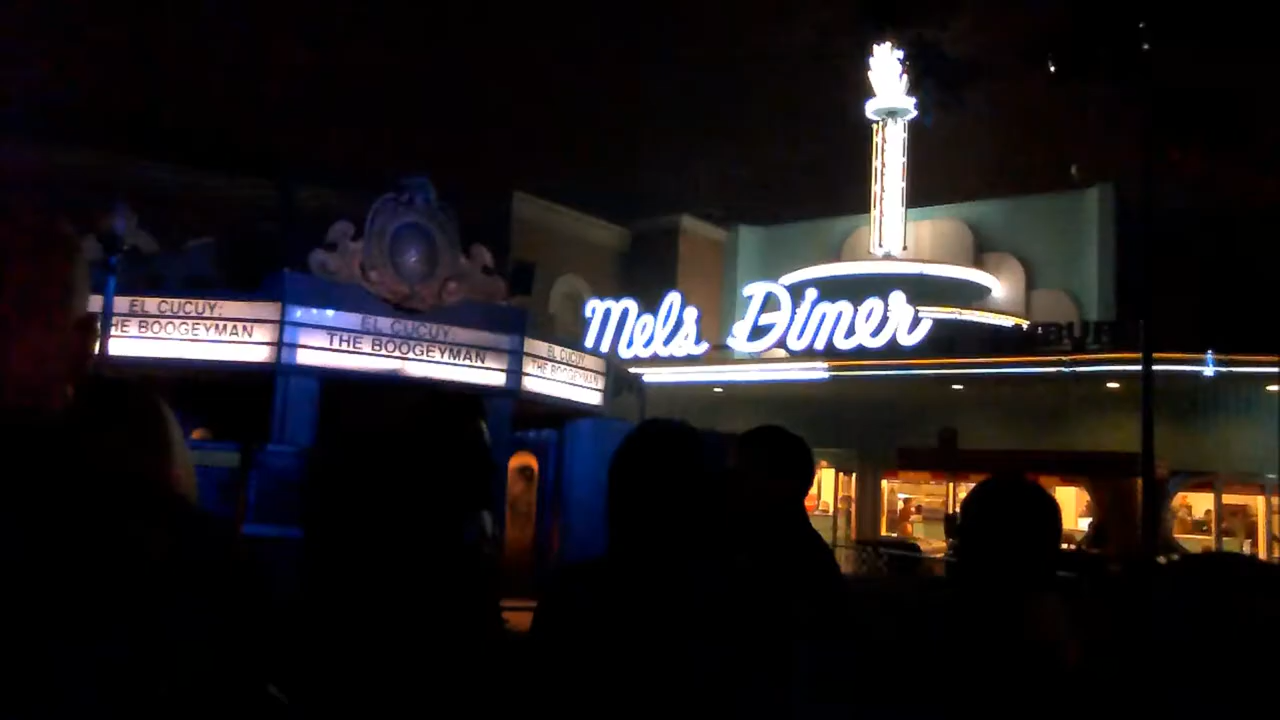 EL CUCUY:
HE BOOGEYMAN
EL CUCUY:
THE BOOGEYMAN
EL CUCUY:
THE BOOGEYMAN
Mels Diner